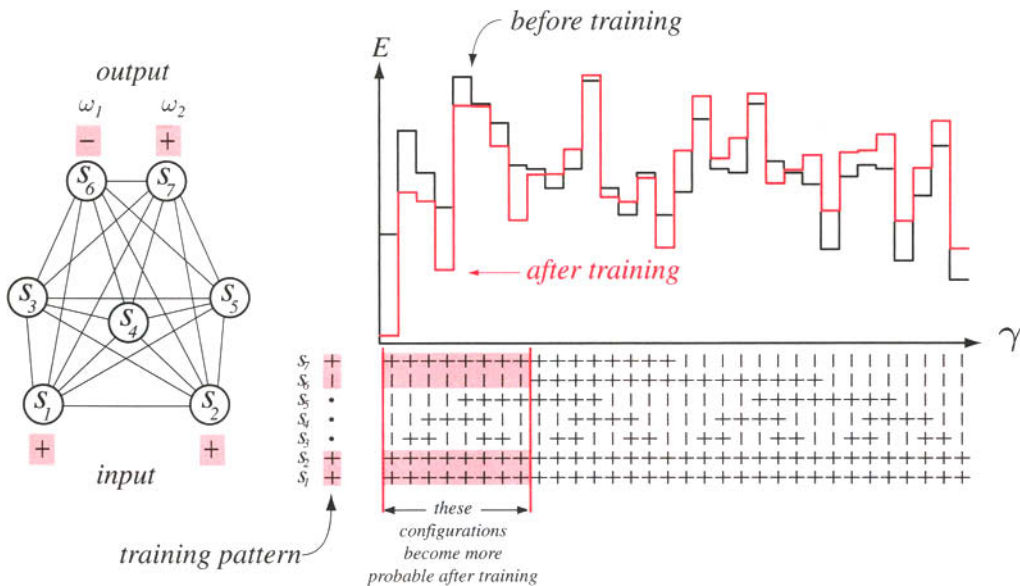 output
ω1 ω2
− +
S6 S7
S3 S5
S4
S1 S2
+ +
input
before training
E
after training
γ
S7 +
S6 |
S5 •
S4 •
S3 •
S2 +
S1 +
training pattern
these
configurations
become more
probable after training